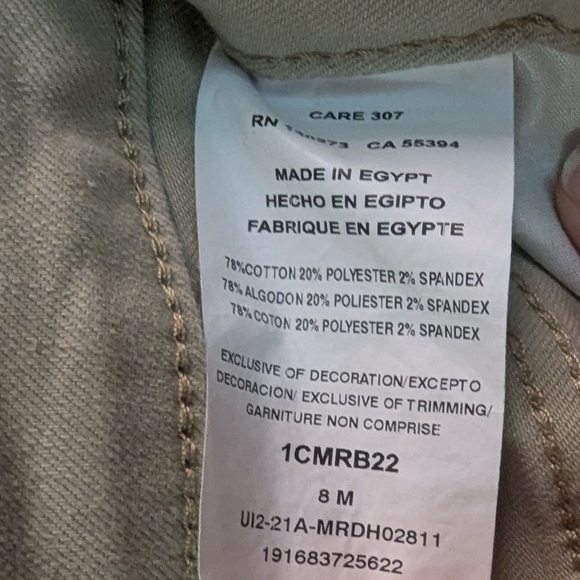 CARE 307
RN CA 55394
MADE IN EGYPT
HECHO EN EGIPTO
FABRIQUE EN EGYPTE
78%COTTON 20% POLYESTER 2% SPANDEX
78% ALGODON 20% POLIESTER 2% SPANDEX
78% COTON 20% POLYESTER 2% SPANDEX
EXCLUSIVE OF DECORATION/EXCEPTO
DECORACION/ EXCLUSIVE OF TRIMMING/
GARNITURE NON COMPRISE
1CMRB22
8 M
UI2-21A-MRDH02811
191683725622